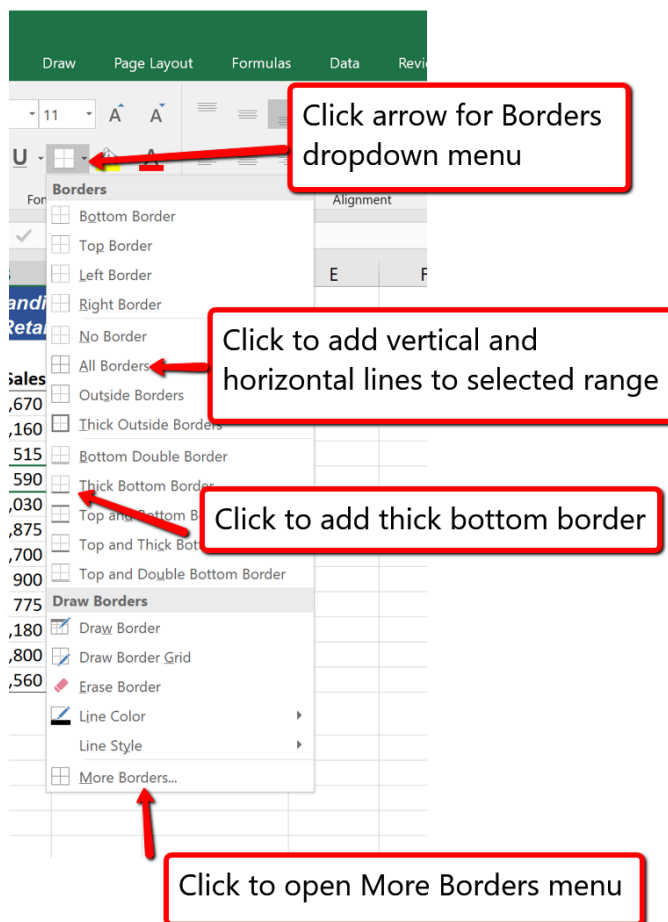 Draw Page Layout Formulas Data
11 A A
Click arrow for Borders
dropdown menu
U A
Alignment
Borders
Bottom Border
Top Border
Left Border
Right Border
E F
No Border
All Borders
Click to add vertical and
horizontal lines to selected range
Outside Borders
Thick Outside Borders
Sales
,670
,160
515
590
,030
,875
,700
900
775
,180
,800
,560
Bottom Double Border
Thick Bottom Border
Click to add thick bottom border
Top and Bottom B
Top and Thick Bot
Top and Double Bottom Border
Draw Borders
Draw Border
Draw Border Grid
Erase Border
Line Color
Line Style
More Borders...
Click to open More Borders menu